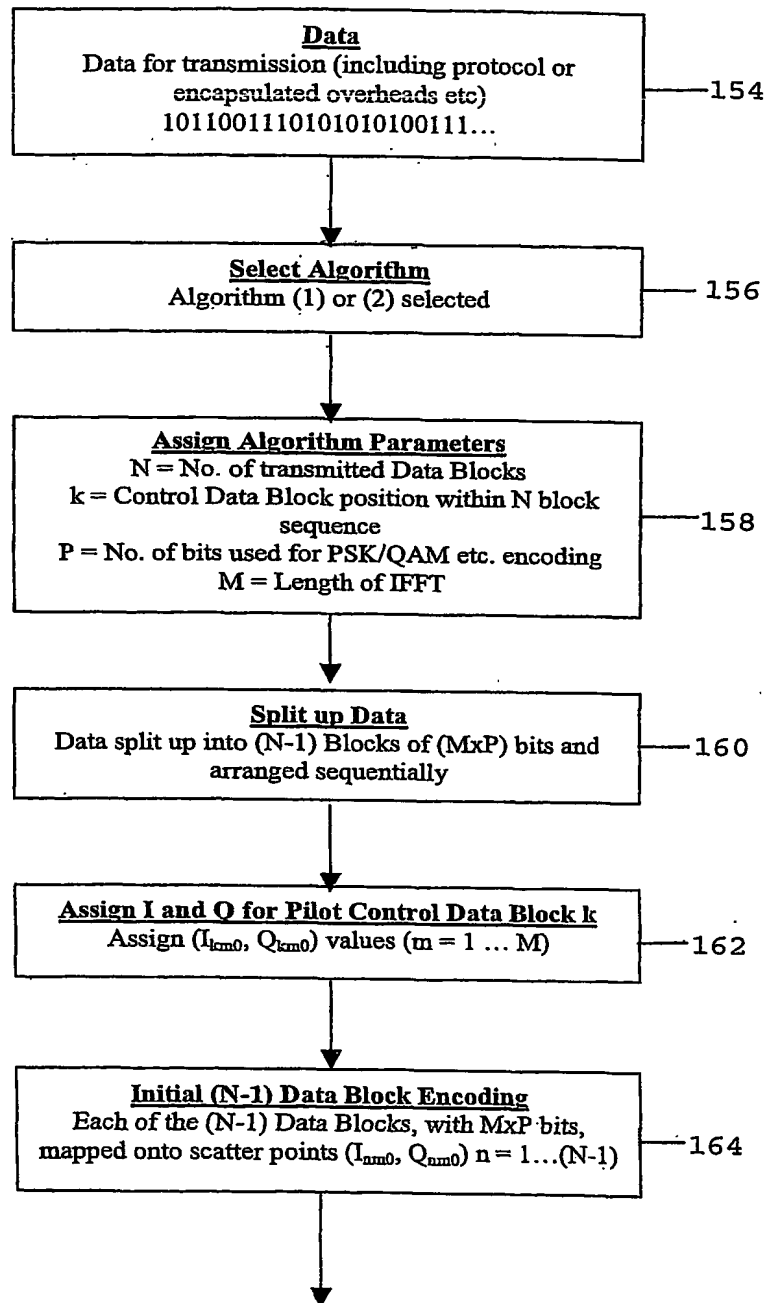 Data
Data for transmission (including protocol or
encapsulated overheads etc)
1011001110101010100111...
154
Select Algorithm
Algorithm (1) or (2) selected
156
Assign Algorithm Parameters
N = No. of transmitted Data Blocks
k = Control Data Block position within N block
sequence
P = No. of bits used for PSK/QAM etc. encoding
M = Length of IFFT
158
Split up Data
Data split up into (N-1) Blocks of (MxP) bits and
arranged sequentially
160
Assign I and Q for Pilot Control Data Block k
Assign (Ikm0, Qkm0) values (m = 1 ... M)
162
Initial (N-1) Data Block Encoding
Each of the (N-1) Data Blocks, with MxP bits,
mapped onto scatter points (Inm0, Qnm0) n = 1...(N-1)
164